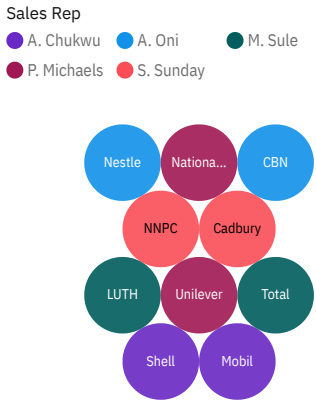 Sales Rep
A. Chukwu A. Oni M. Sule
P. Michaels S. Sunday
Nestle Nationa... CBN
NNPC Cadbury
LUTH Unilever Total
Shell Mobil